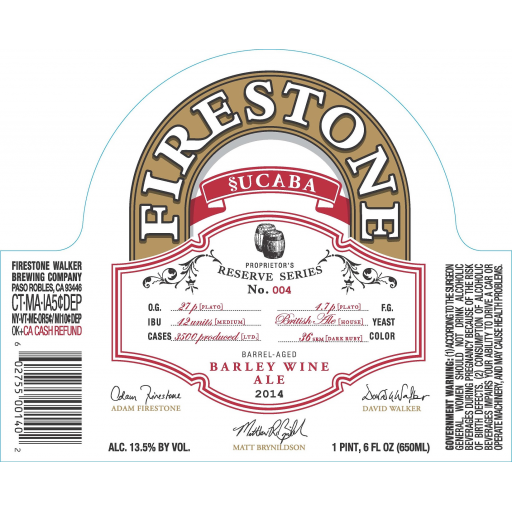 FIRESTONE
§UCABA
PROPRIETOR'S
RESERVE SERIES
No. 004
O.G. 27 p [PLATO] 4.7 p [PLATO] F.G.
IBU 42 units [MEDIUM] British-Ale [HOUSE] YEAST
CASES 3500 produced [LTD.] 36 SRM [DARK RUBY] COLOR
BARREL-AGED
BARLEY WINE
ALE
2014
Adam Firestone
ADAM FIRESTONE
David Walker
DAVID WALKER
MATT BRYNILDSON
ALC. 13.5% BY VOL.
1 PINT, 6 FL OZ (650ML)
FIRESTONE WALKER
BREWING COMPANY
PASO ROBLES, CA 93446
CT-MA-IA5¢DEP
NY-VT-ME-OR5¢/MI10¢DEP
OK+CA CASH REFUND
6 02755 00140 2
GOVERNMENT WARNING: (1) ACCORDING TO THE SURGEON
GENERAL, WOMEN SHOULD NOT DRINK ALCOHOLIC
BEVERAGES DURING PREGNANCY BECAUSE OF THE RISK
OF BIRTH DEFECTS. (2) CONSUMPTION OF ALCOHOLIC
BEVERAGES IMPAIRS YOUR ABILITY TO DRIVE A CAR OR
OPERATE MACHINERY, AND MAY CAUSE HEALTH PROBLEMS.